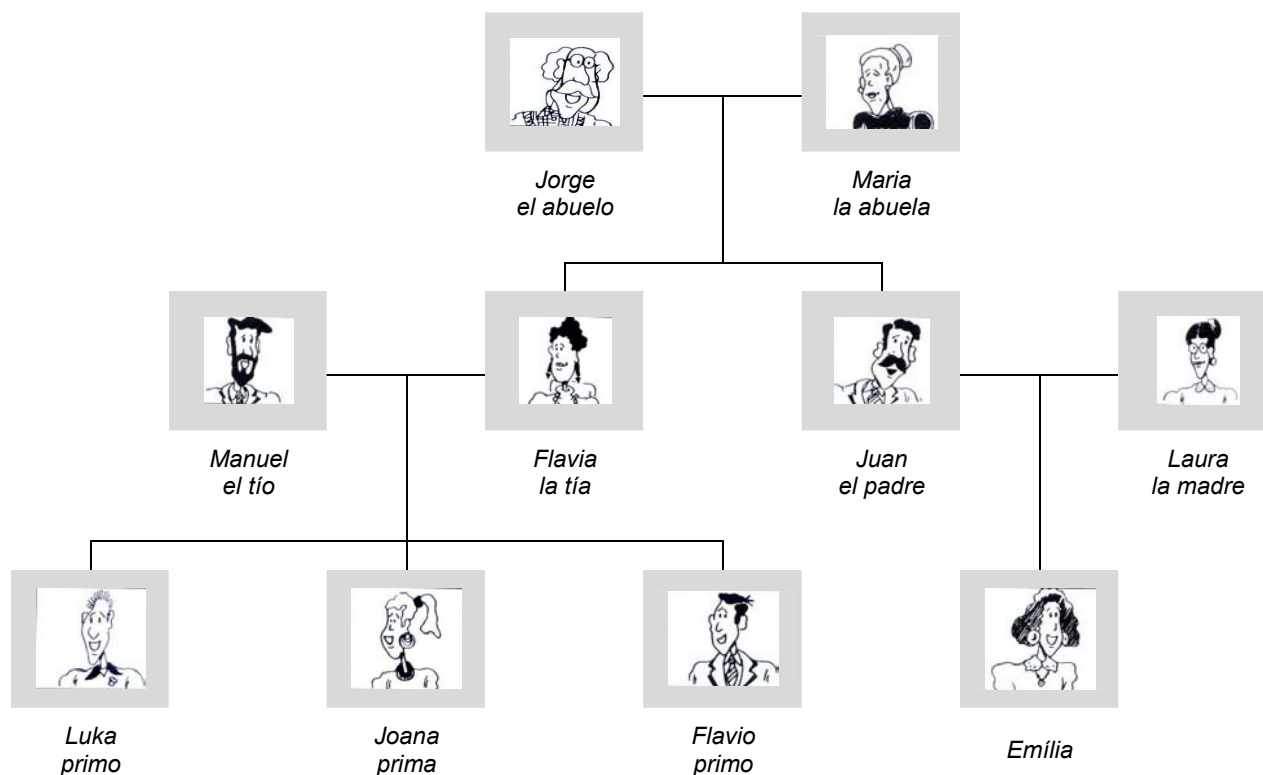 Jorge
el abuelo
Maria
la abuela
Manuel
el tío
Flavia
la tía
Juan
el padre
Laura
la madre
Luka
primo
Joana
prima
Flavio
primo
Emília